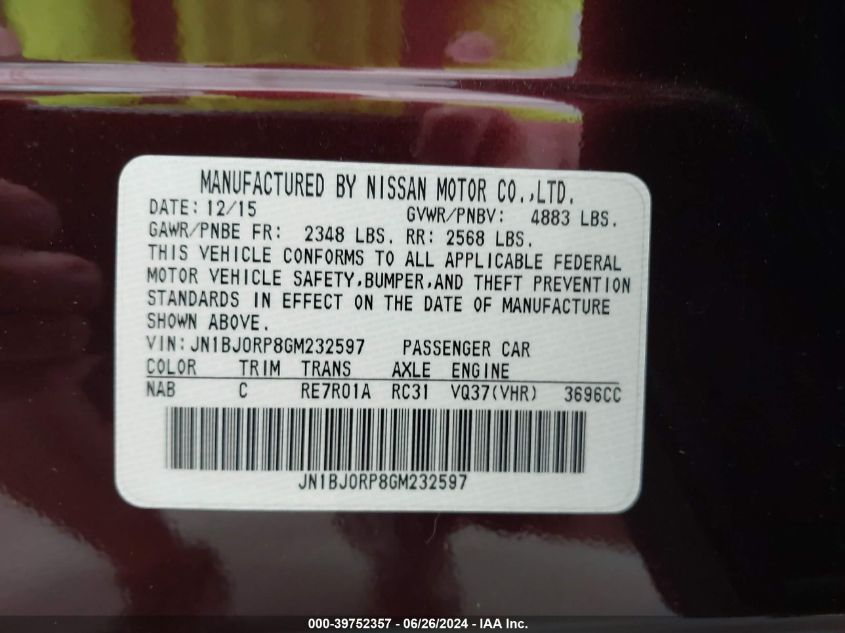 MANUFACTURED BY NISSAN MOTOR CO.,LTD.
DATE: 12/15 GVWR/PNBV: 4883 LBS.
GAWR/PNBE FR: 2348 LBS. RR: 2568 LBS.
THIS VEHICLE CONFORMS TO ALL APPLICABLE FEDERAL
MOTOR VEHICLE SAFETY,BUMPER,AND THEFT PREVENTION
STANDARDS IN EFFECT ON THE DATE OF MANUFACTURE
SHOWN ABOVE.
VIN:JN1BJ0RP8GM232597 PASSENGER CAR
COLOR TRIM TRANS AXLE ENGINE
NAB C RE7R01A RC31 VQ37(VHR) 3696CC
JN1BJ0RP8GM232597
000-39752357 - 06/26/2024 - IAA Inc.